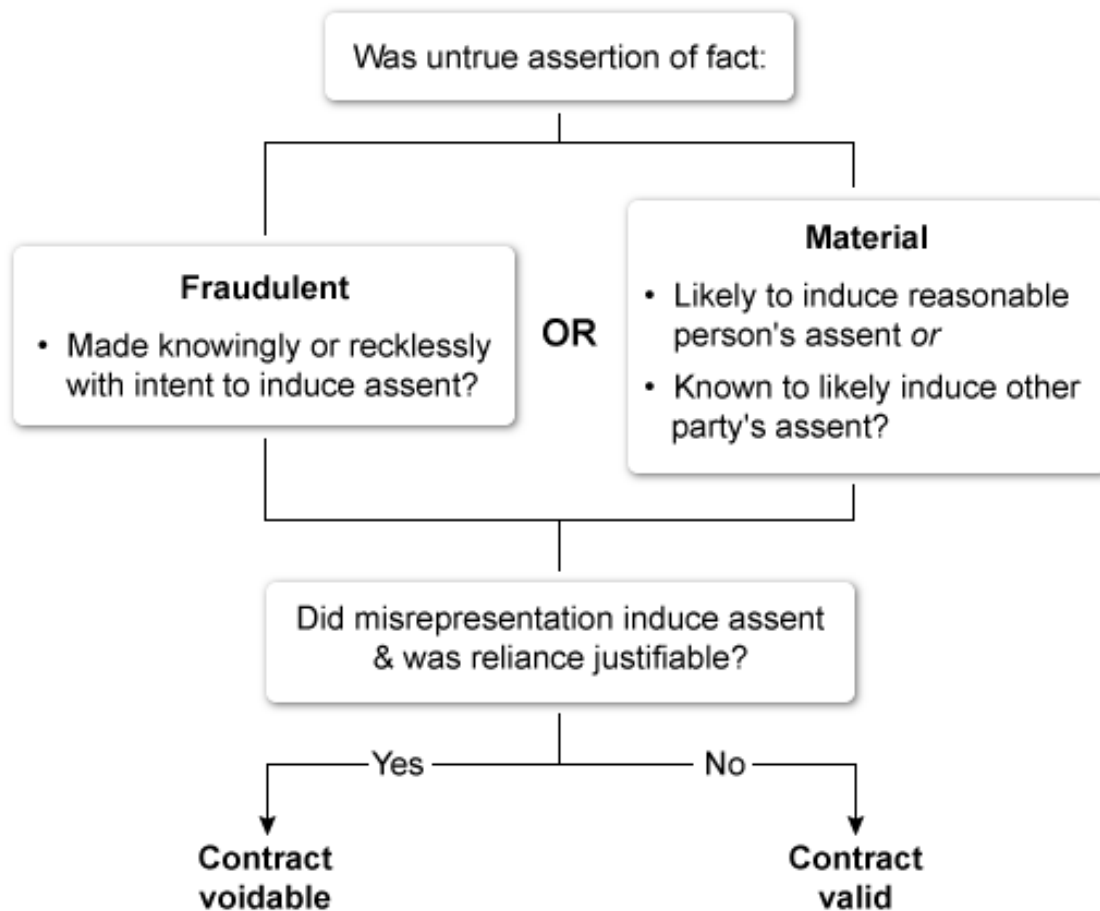 Was untrue assertion of fact:
Fraudulent
• Made knowingly or recklessly
with intent to induce assent?
OR
Material
• Likely to induce reasonable
person's assent or
• Known to likely induce other
party's assent?
Did misrepresentation induce assent
& was reliance justifiable?
Yes
No
Contract
voidable
Contract
valid